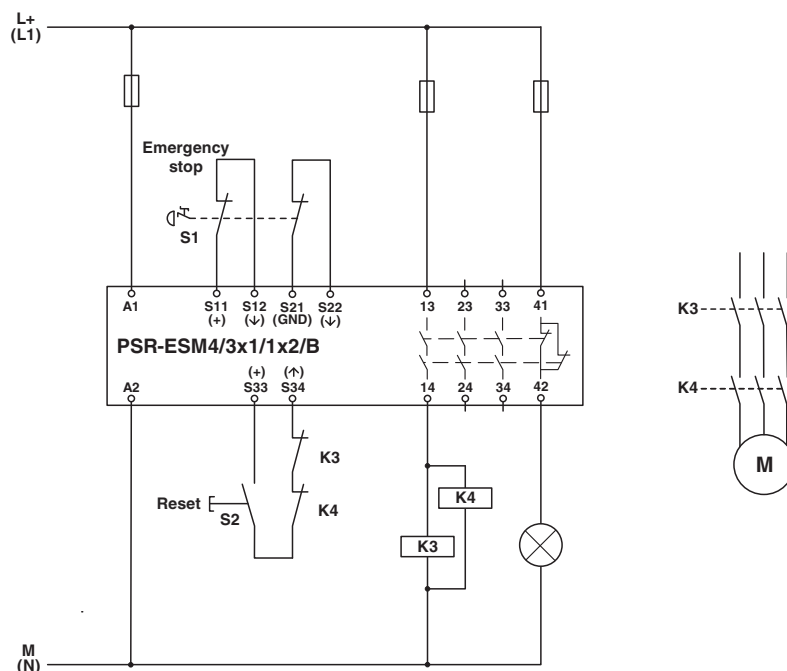 L+
(L1)
Emergency
stop
S1
A1
S11
(+)
S12
(↓)
S21
(GND)
S22
(↓)
13
23
33
41
PSR-ESM4/3x1/1x2/B
(+)
(↑)
A2
S33
S34
14
24
34
42
K3
K4
Reset
S2
K4
K3
K3
K4
M
M
(N)